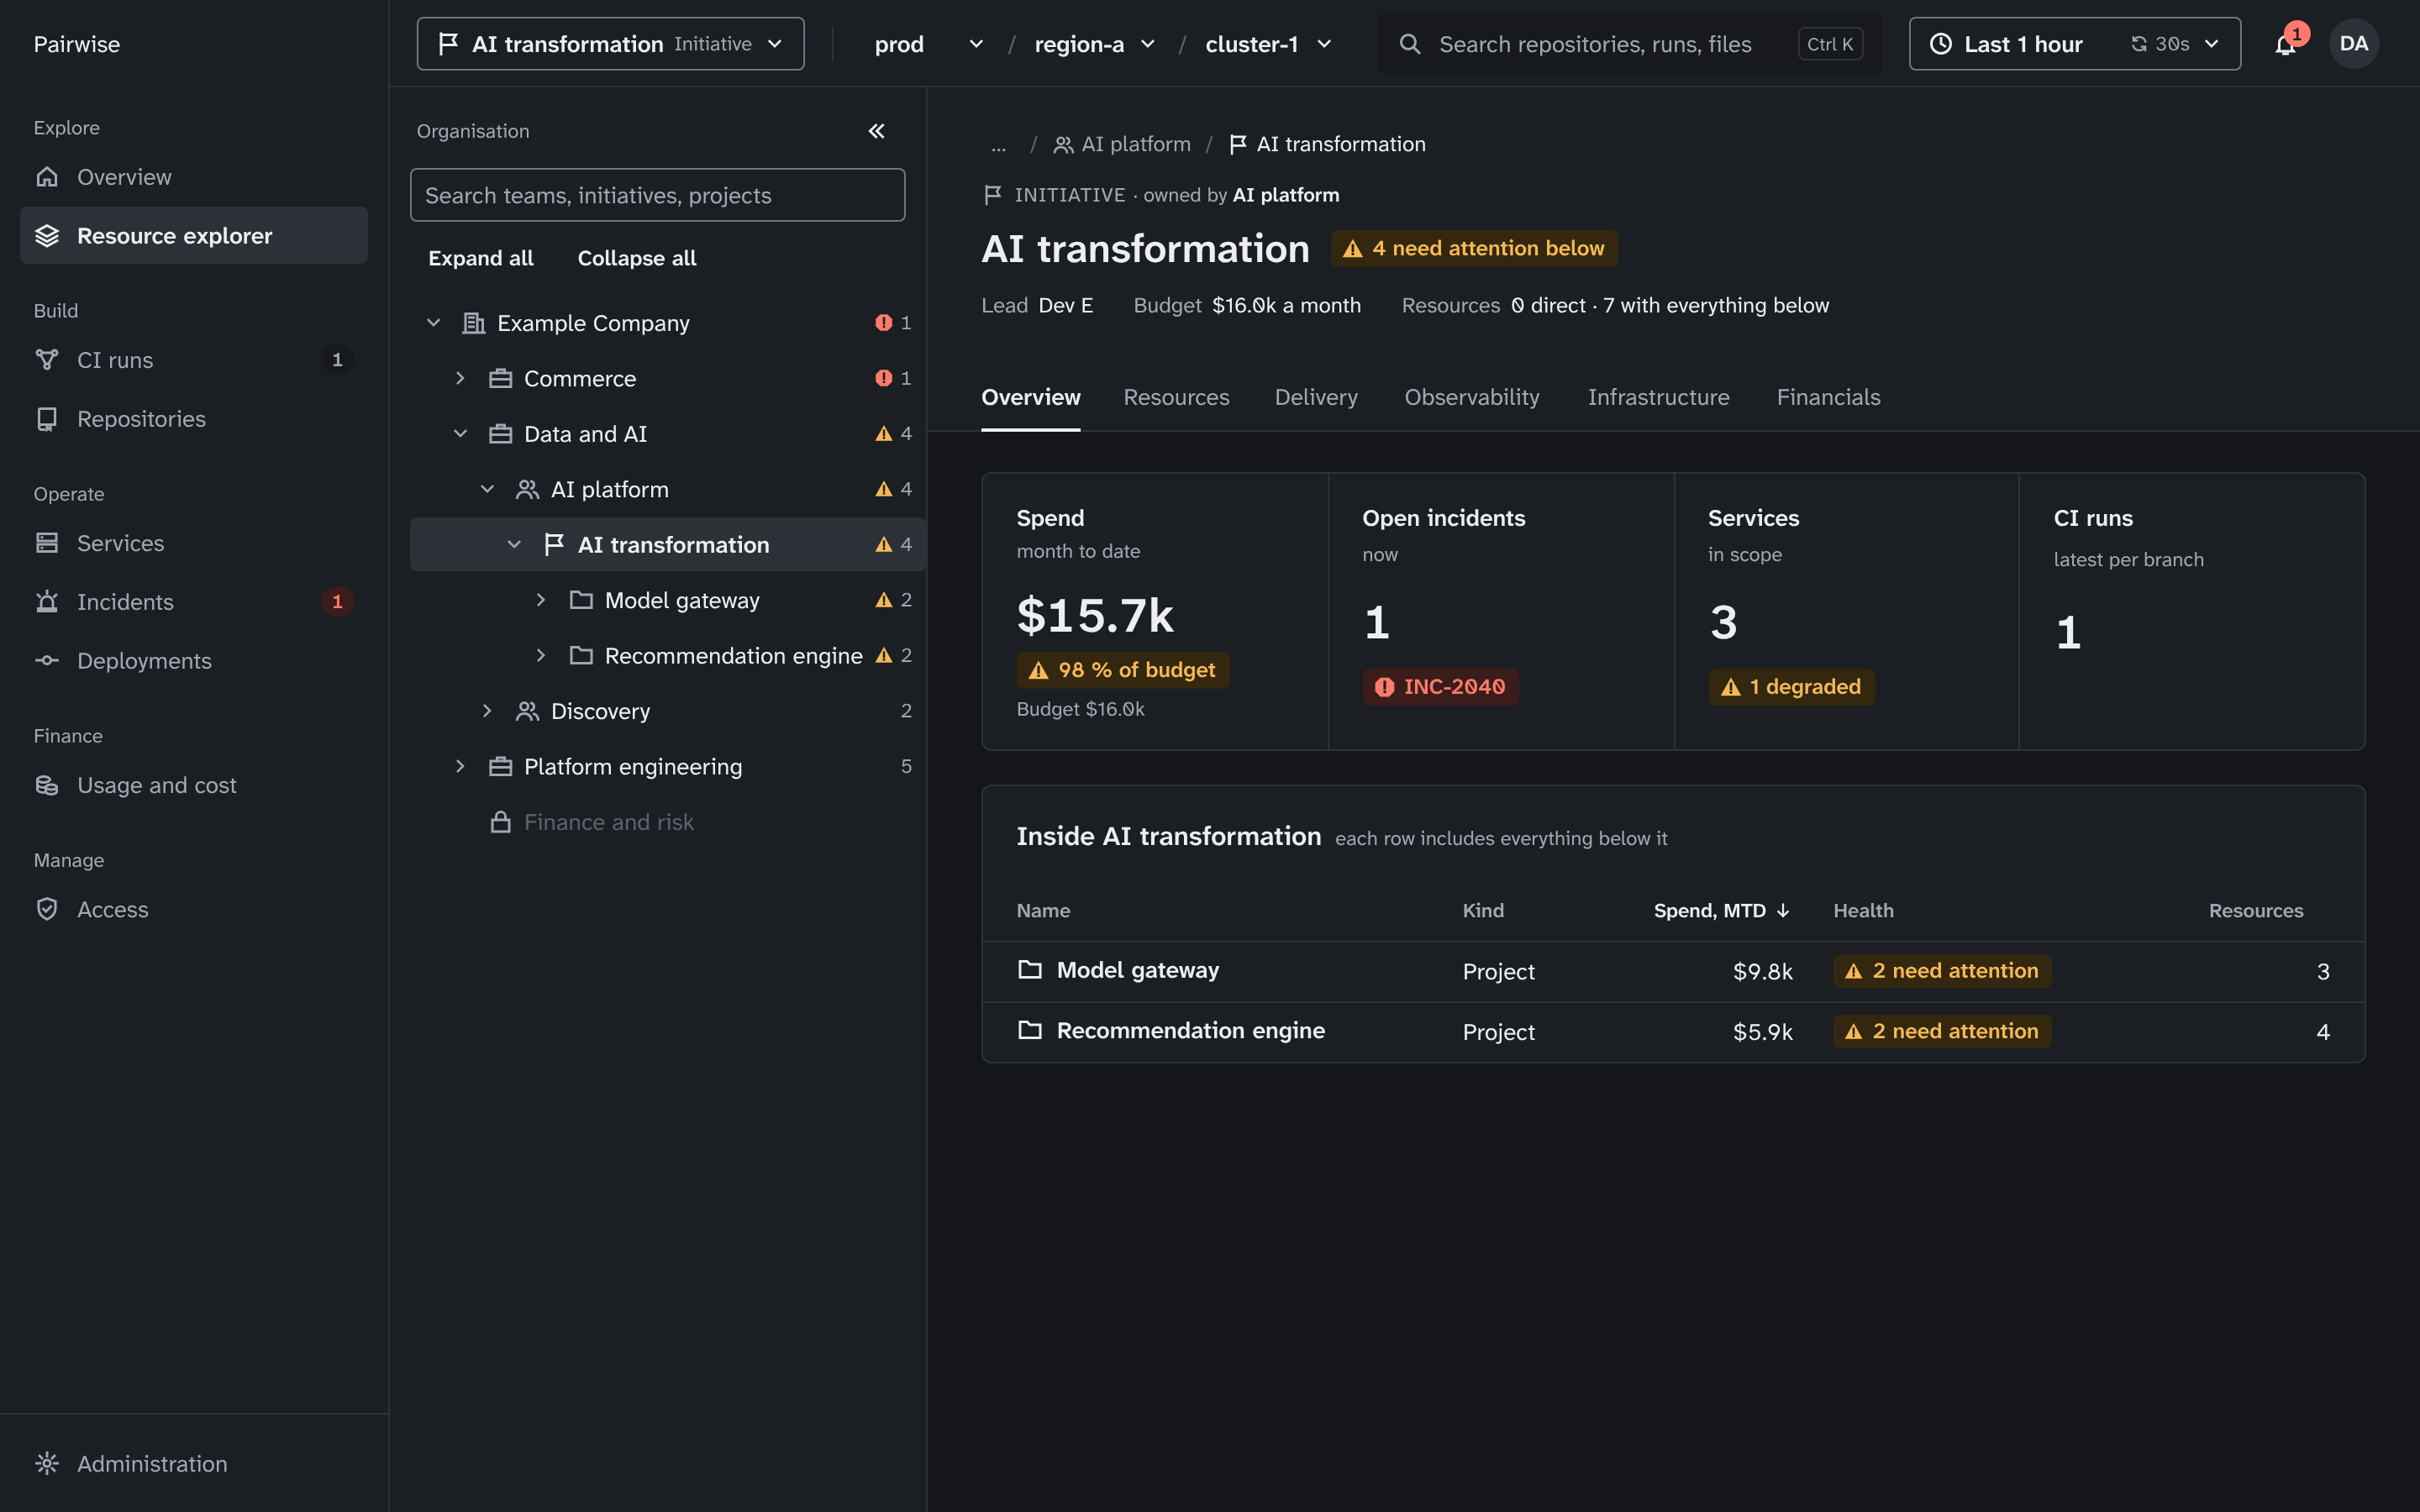 Pairwise
AI transformation Initiative
prod / region-a / cluster-1
Search repositories, runs, files Ctrl K
Last 1 hour 30s
1
DA
Explore
Overview
Resource explorer
Build
CI runs 1
Repositories
Operate
Services
Incidents 1
Deployments
Finance
Usage and cost
Manage
Access
Administration
Organisation
Search teams, initiatives, projects
Expand all Collapse all
Example Company 1
Commerce 1
Data and AI 4
AI platform 4
AI transformation 4
Model gateway 2
Recommendation engine 2
Discovery 2
Platform engineering 5
Finance and risk
... / AI platform / AI transformation
INITIATIVE · owned by AI platform
AI transformation 4 need attention below
Lead Dev E Budget $16.0k a month Resources 0 direct · 7 with everything below
Overview Resources Delivery Observability Infrastructure Financials
Spend
month to date
$15.7k
98 % of budget
Budget $16.0k
Open incidents
now
1
INC-2040
Services
in scope
3
1 degraded
CI runs
latest per branch
1
Inside AI transformation each row includes everything below it
Name Kind Spend, MTD Health Resources
Model gateway Project $9.8k 2 need attention 3
Recommendation engine Project $5.9k 2 need attention 4